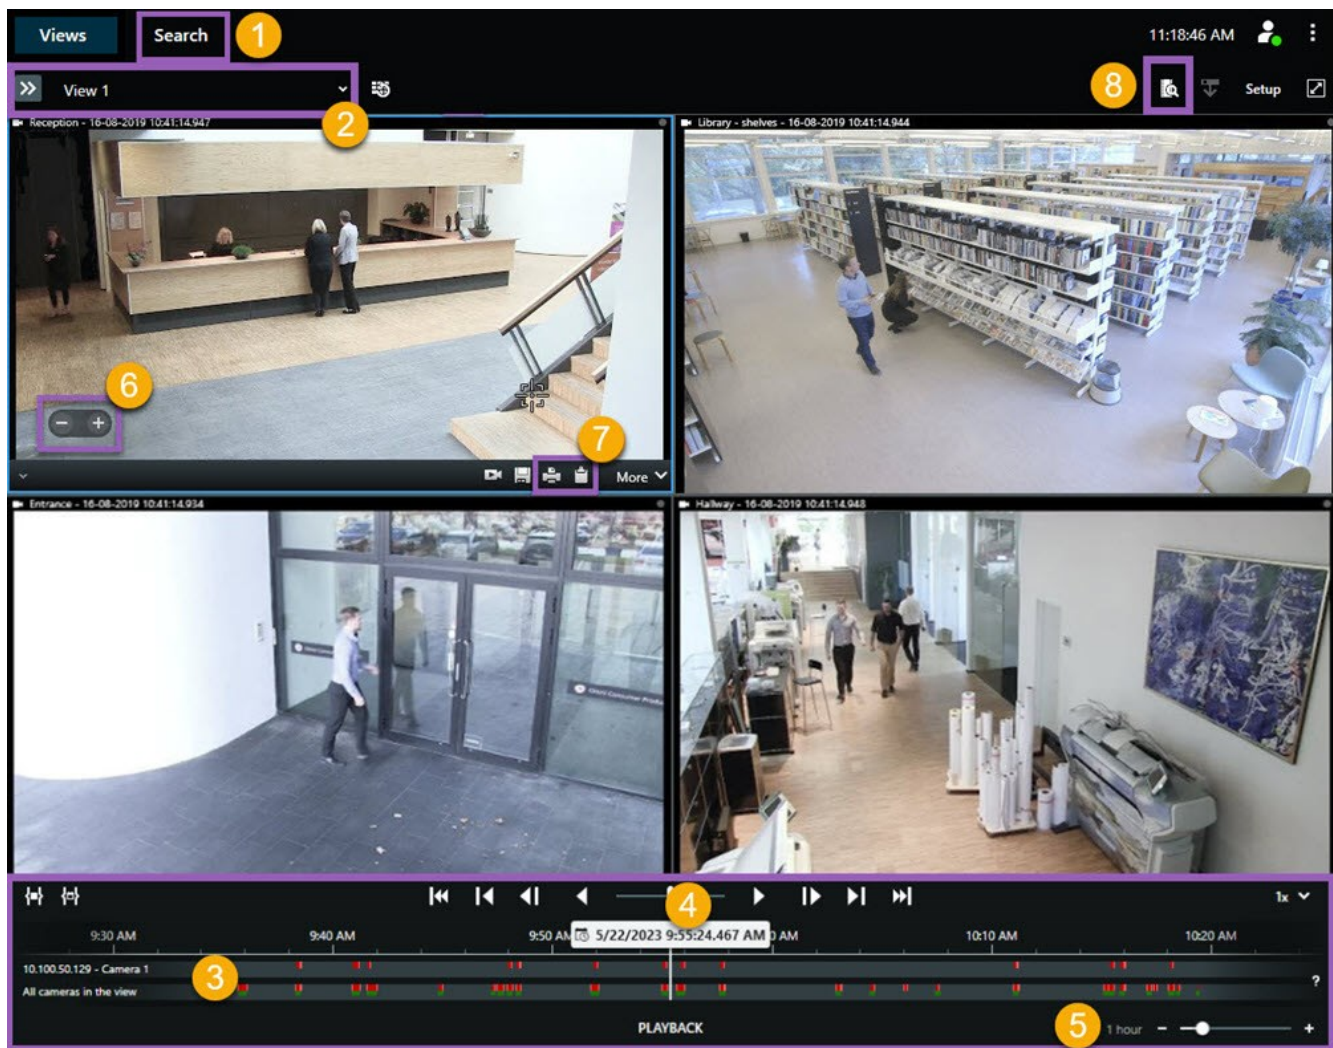 Views
Search
1
11:18:46 AM
View 1
2
8
Setup
Reception - 16-08-2019 10:41:14.947
Library - shelves - 16-08-2019 10:41:14.944
6
7
More
Entrance - 16-08-2019 10:41:14.934
Hallway - 16-08-2019 10:41:14.948
4
1x
9:30 AM
9:40 AM
9:50 AM
5/22/2023 9:55:24.467 AM
0 AM
10:10 AM
10:20 AM
10.100.50.129 - Camera 1
3
All cameras in the view
?
PLAYBACK
5
1 hour